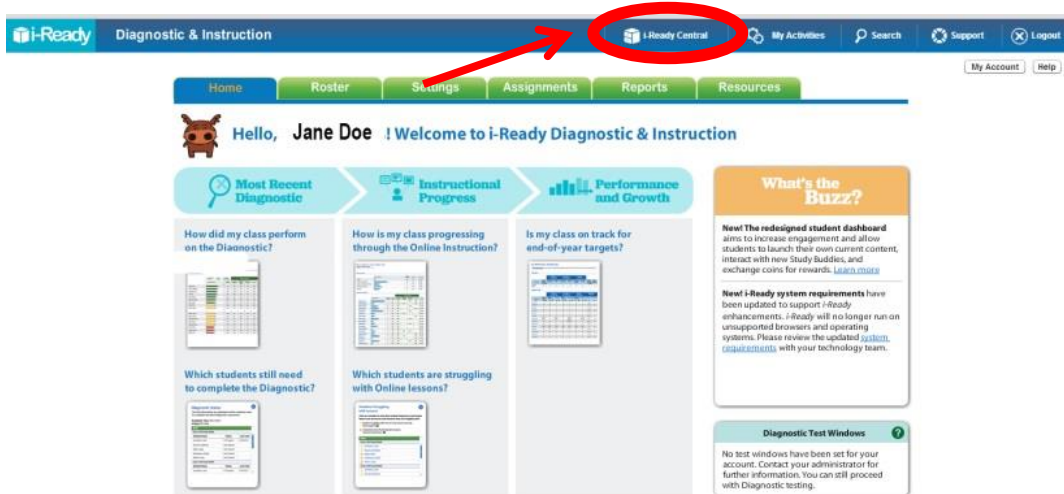 i-Ready Diagnostic & Instruction i-Ready Central My Activities Search Support Logout
My Account Help
Home Roster Settings Assignments Reports Resources
Hello, Jane Doe ! Welcome to i-Ready Diagnostic & Instruction
Most Recent
Diagnostic
Instructional
Progress
Performance
and Growth
How did my class perform
on the Diagnostic?
How is my class progressing
through the Online Instruction?
Is my class on track for
end-of-year targets?
Which students still need
to complete the Diagnostic?
Which students are struggling
with Online lessons?
What's the
Buzz?
New! The redesigned student dashboard
aims to increase engagement and allow
students to launch their own current content,
interact with new Study Buddies, and
exchange coins for rewards. Learn more
New! i-Ready system requirements have
been updated to support i-Ready
enhancements. i-Ready will no longer run on
unsupported browsers and operating
systems. Please review the updated system
requirements with your technology team.
Diagnostic Test Windows ?
No test windows have been set for your
account. Contact your administrator for
further information. You can still proceed
with Diagnostic testing.